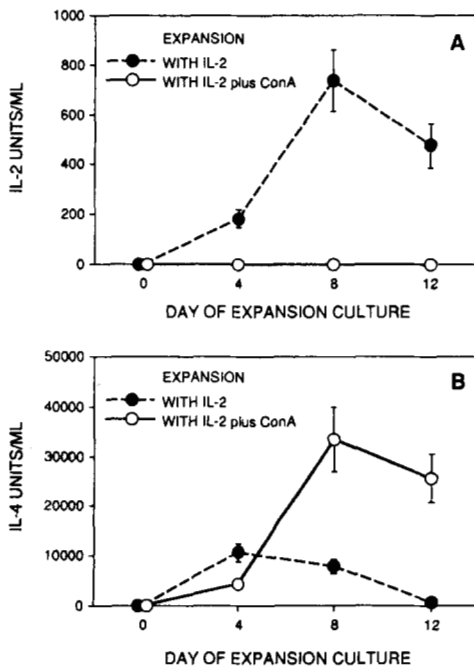 A
EXPANSION
WITH IL-2
WITH IL-2 plus ConA
IL-2 UNITS/ML
1000
800
600
400
200
0
0 4 8 12
DAY OF EXPANSION CULTURE
B
EXPANSION
WITH IL-2
WITH IL-2 plus ConA
IL-4 UNITS/ML
50000
40000
30000
20000
10000
0
0 4 8 12
DAY OF EXPANSION CULTURE